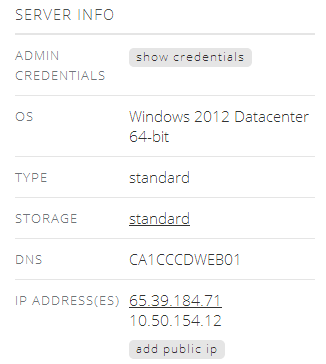 SERVER INFO
ADMIN CREDENTIALS show credentials
OS Windows 2012 Datacenter 64-bit
TYPE standard
STORAGE standard
DNS CA1CCCDWEB01
IP ADDRESS(ES) 65.39.184.71
10.50.154.12
add public ip